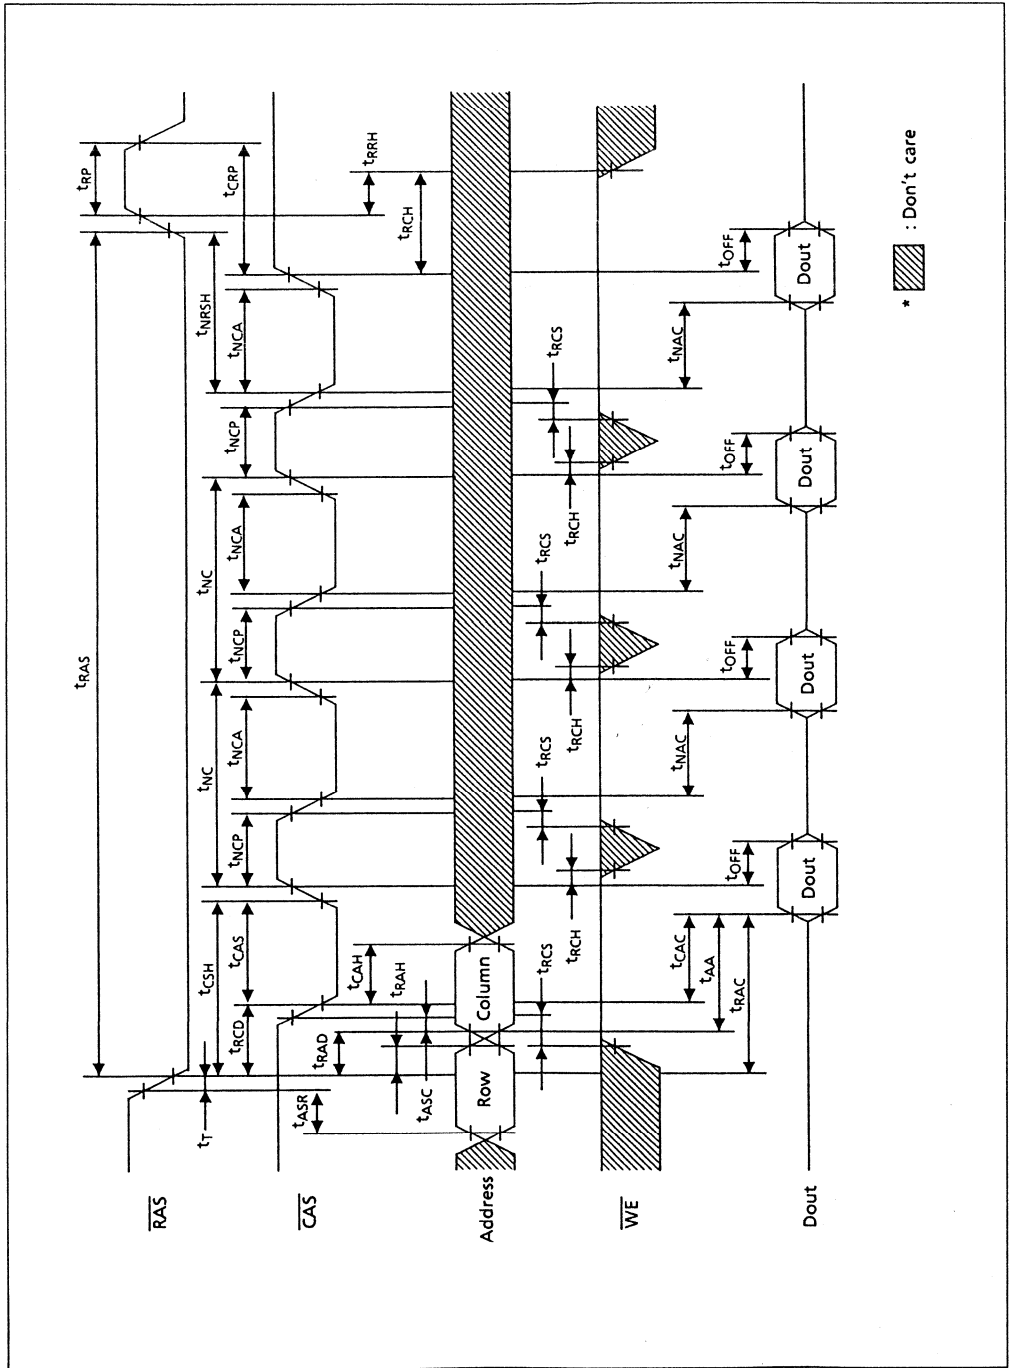 RAS
tT
tRAS
tRP
CAS
tRCD
tCSH
tCAS
tNCP
tNC
tNCA
tNCP
tNC
tNCA
tNCP
tNRSH
tNCA
tCRP
Address
tASR
tRAD
tASC
tRAH
tCAH
Row
Column
tRCH
tRRH
WE
tRCS
tRCH
tRCS
tRCH
tRCS
tRCH
tRCS
Dout
tCAC
tAA
tRAC
Dout
tOFF
tNAC
Dout
tOFF
tNAC
Dout
tOFF
tNAC
Dout
tOFF
* : Don't care